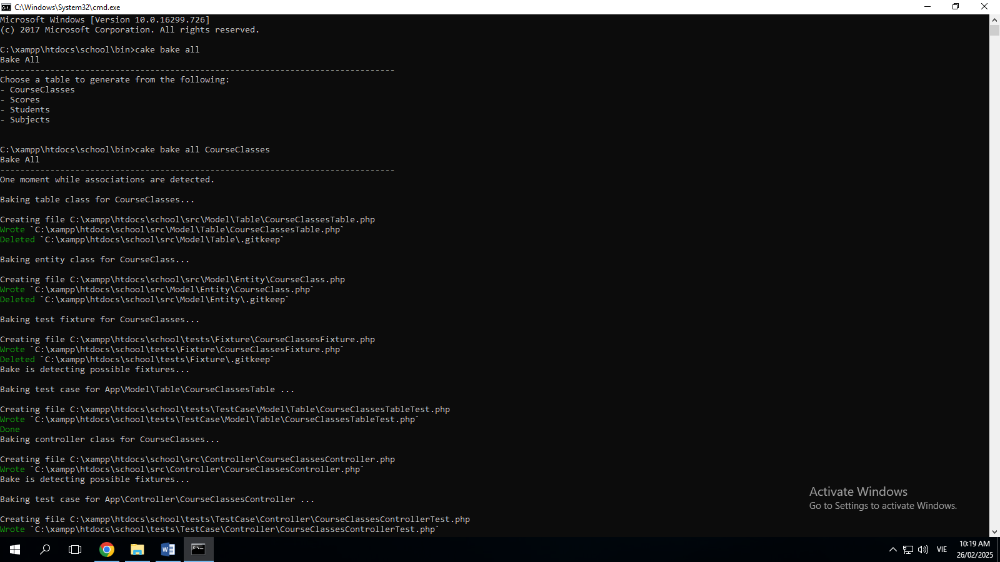 C:\Windows\System32\cmd.exe
Microsoft Windows [Version 10.0.16299.726]
(c) 2017 Microsoft Corporation. All rights reserved.
C:\xampp\htdocs\school\bin>cake bake all
Bake All
-------------------------------------------------------------------------------
Choose a table to generate from the following:
- CourseClasses
- Scores
- Students
- Subjects
C:\xampp\htdocs\school\bin>cake bake all CourseClasses
Bake All
-------------------------------------------------------------------------------
One moment while associations are detected.
Baking table class for CourseClasses...
Creating file C:\xampp\htdocs\school\src\Model\Table\CourseClassesTable.php
Wrote `C:\xampp\htdocs\school\src\Model\Table\CourseClassesTable.php`
Deleted `C:\xampp\htdocs\school\src\Model\Table\.gitkeep`
Baking entity class for CourseClass...
Creating file C:\xampp\htdocs\school\src\Model\Entity\CourseClass.php
Wrote `C:\xampp\htdocs\school\src\Model\Entity\CourseClass.php`
Deleted `C:\xampp\htdocs\school\src\Model\Entity\.gitkeep`
Baking test fixture for CourseClasses...
Creating file C:\xampp\htdocs\school\tests\Fixture\CourseClassesFixture.php
Wrote `C:\xampp\htdocs\school\tests\Fixture\CourseClassesFixture.php`
Deleted `C:\xampp\htdocs\school\tests\Fixture\.gitkeep`
Bake is detecting possible fixtures...
Baking test case for App\Model\Table\CourseClassesTable ...
Creating file C:\xampp\htdocs\school\tests\TestCase\Model\Table\CourseClassesTableTest.php
Wrote `C:\xampp\htdocs\school\tests\TestCase\Model\Table\CourseClassesTableTest.php`
Done
Baking controller class for CourseClasses...
Creating file C:\xampp\htdocs\school\src\Controller\CourseClassesController.php
Wrote `C:\xampp\htdocs\school\src\Controller\CourseClassesController.php`
Bake is detecting possible fixtures...
Baking test case for App\Controller\CourseClassesController ...
Creating file C:\xampp\htdocs\school\tests\TestCase\Controller\CourseClassesControllerTest.php
Wrote `C:\xampp\htdocs\school\tests\TestCase\Controller\CourseClassesControllerTest.php`
Activate Windows
Go to Settings to activate Windows.
VIE
10:19 AM
26/02/2025